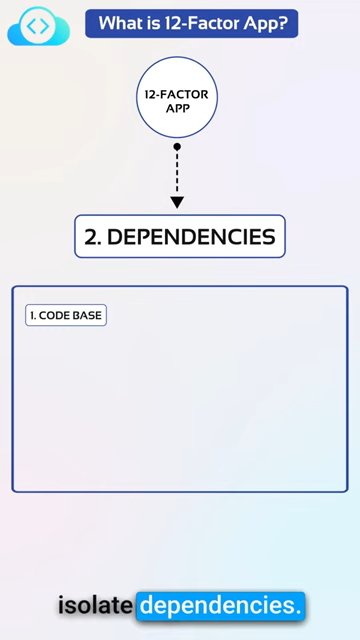 What is 12-Factor App?
12-FACTOR
APP
2. DEPENDENCIES
1. CODE BASE
isolate dependencies.